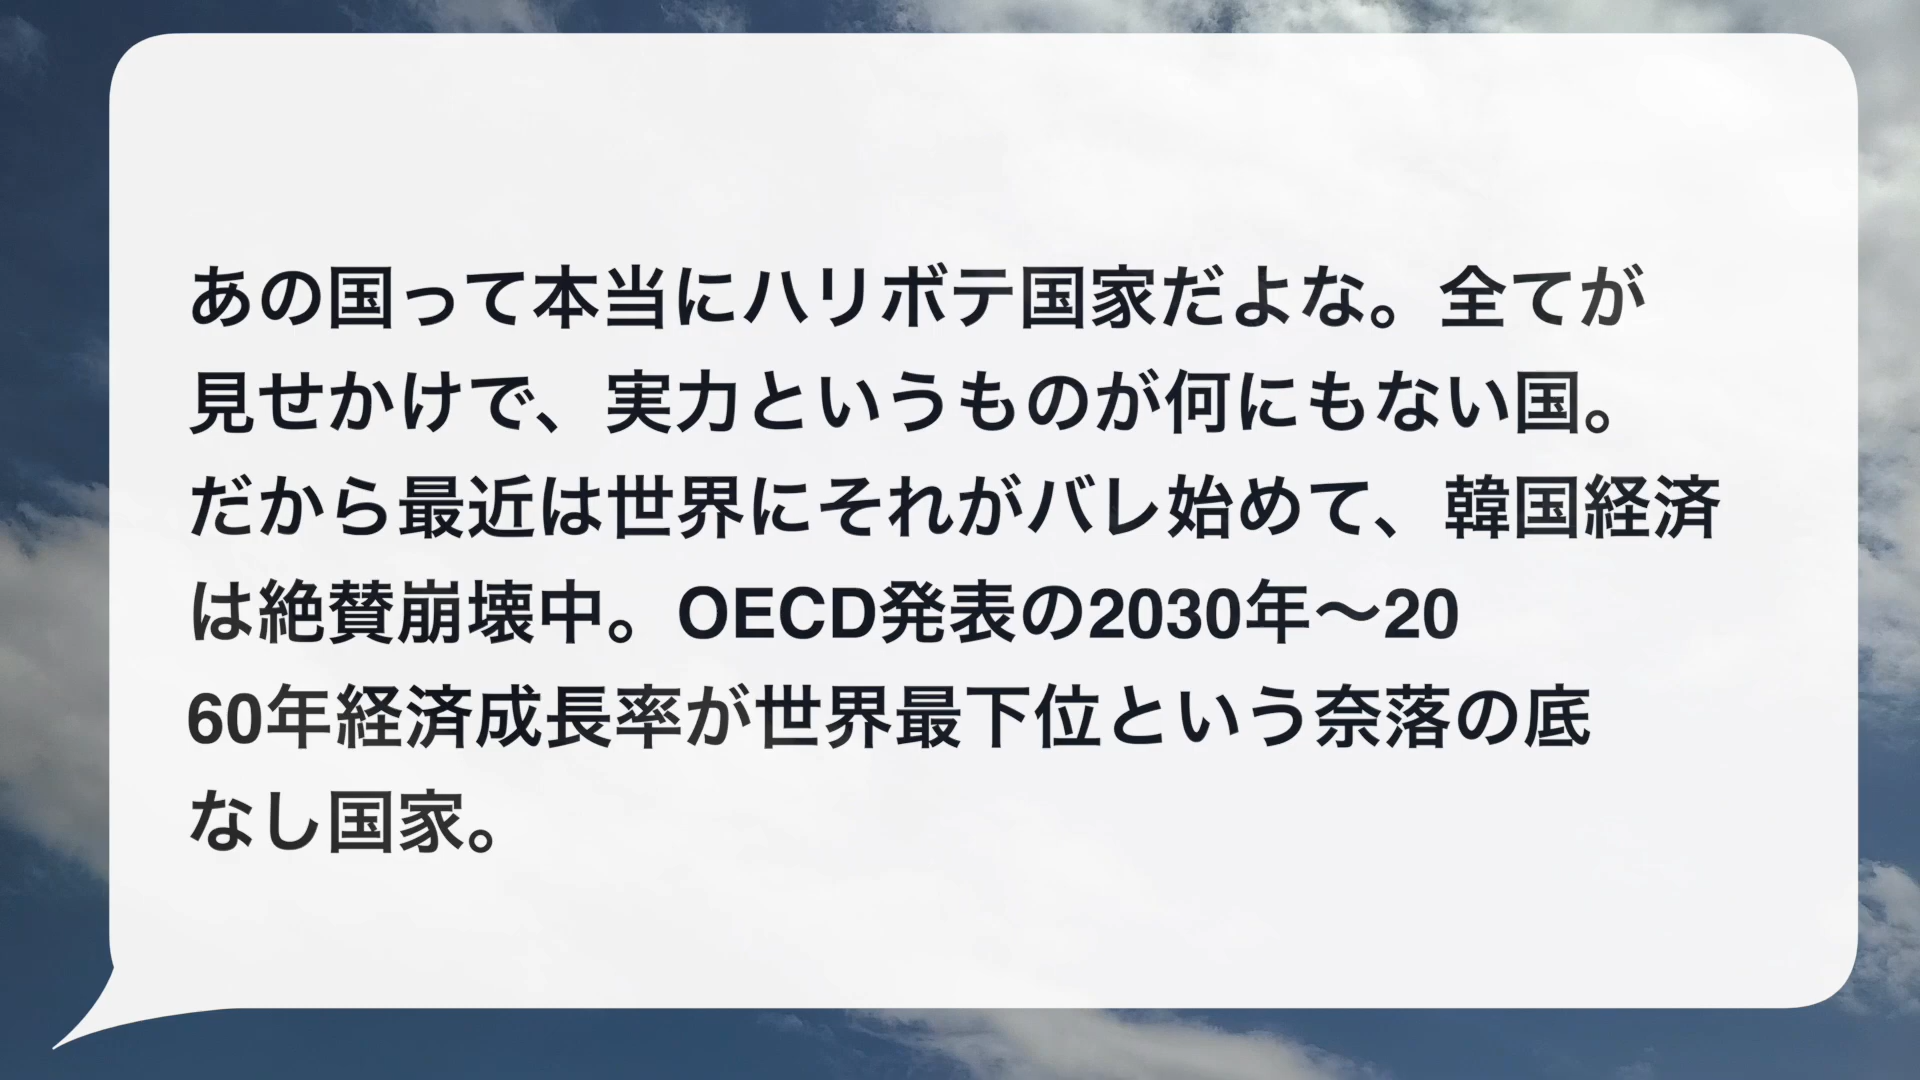 あの国って本当にハリボテ国家だよな。全てが
見せかけで、実力というものが何にもない国。
だから最近は世界にそれがバレ始めて、韓国経済
は絶賛崩壊中。OECD発表の2030年～20
60年経済成長率が世界最下位という奈落の底
なし国家。